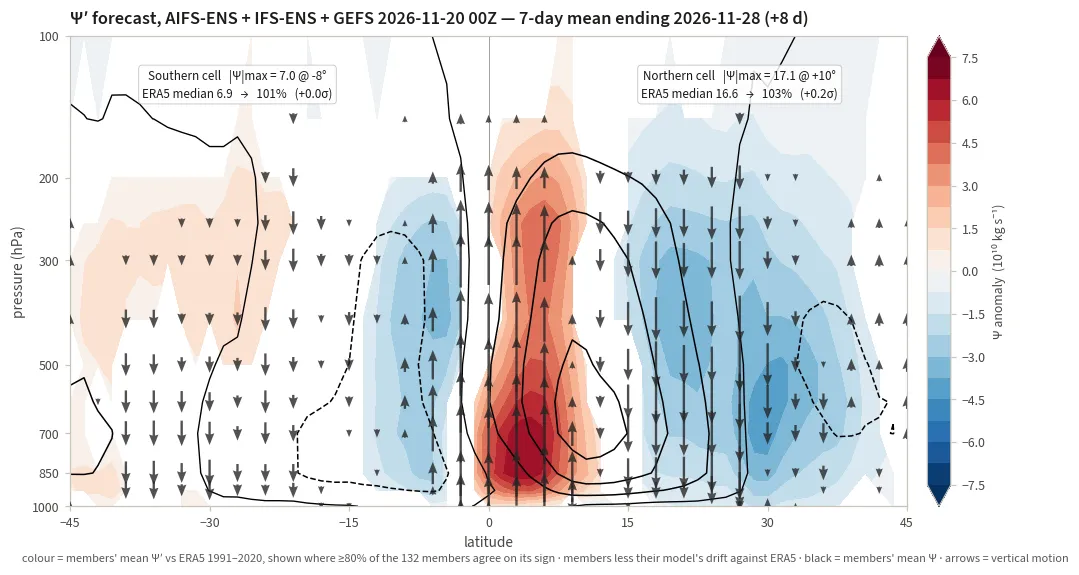 Ψ′ forecast, AIFS-ENS + IFS-ENS + GEFS 2026-11-20 00Z — 7-day mean ending 2026-11-28 (+8 d)
Southern cell |Ψ|max = 7.0 @ -8°
ERA5 median 6.9 → 101% (+0.0σ)
Northern cell |Ψ|max = 17.1 @ +10°
ERA5 median 16.6 → 103% (+0.2σ)
pressure (hPa)
100
200
300
400
500
700
850
1000
−45
−30
−15
0
15
30
45
latitude
7.5
6.0
4.5
3.0
1.5
0.0
−1.5
−3.0
−4.5
−6.0
−7.5
Ψ anomaly (10¹⁰ kg s⁻¹)
colour = members' mean Ψ′ vs ERA5 1991–2020, shown where ≥80% of the 132 members agree on its sign · members less their model's drift against ERA5 · black = members' mean Ψ · arrows = vertical motion